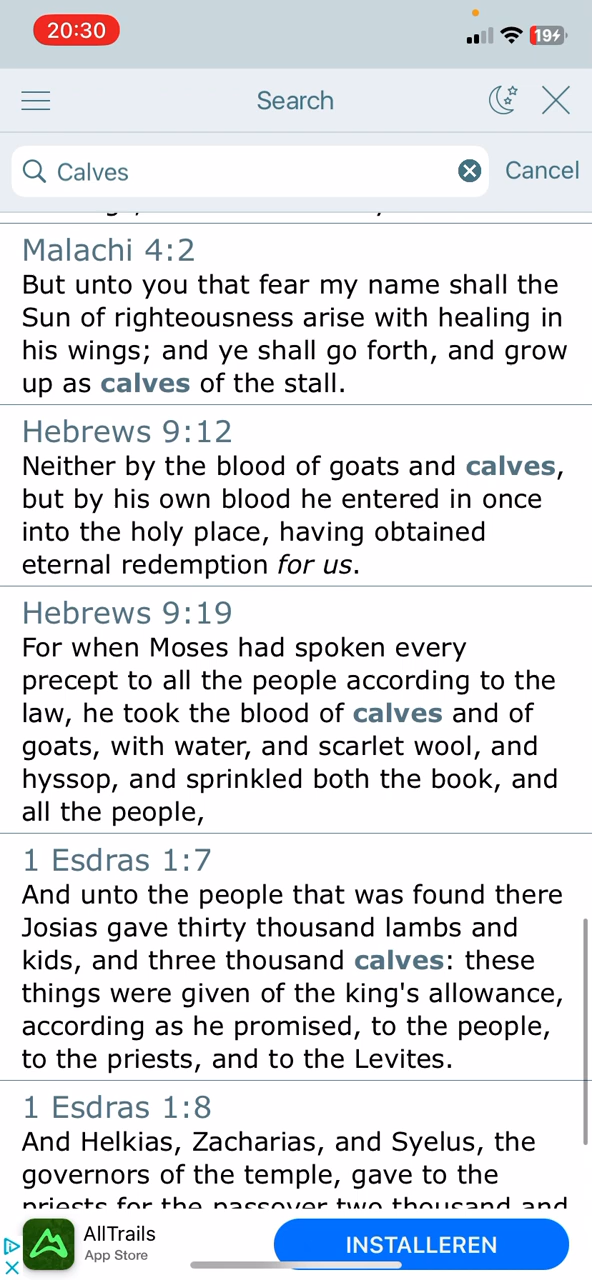 20:30
19
Search
Calves
Cancel
Malachi 4:2
But unto you that fear my name shall the
Sun of righteousness arise with healing in
his wings; and ye shall go forth, and grow
up as calves of the stall.
Hebrews 9:12
Neither by the blood of goats and calves,
but by his own blood he entered in once
into the holy place, having obtained
eternal redemption for us.
Hebrews 9:19
For when Moses had spoken every
precept to all the people according to the
law, he took the blood of calves and of
goats, with water, and scarlet wool, and
hyssop, and sprinkled both the book, and
all the people,
1 Esdras 1:7
And unto the people that was found there
Josias gave thirty thousand lambs and
kids, and three thousand calves: these
things were given of the king's allowance,
according as he promised, to the people,
to the priests, and to the Levites.
1 Esdras 1:8
And Helkias, Zacharias, and Syelus, the
governors of the temple, gave to the
priests for the passover two thousand and
AllTrails
App Store
INSTALLEREN